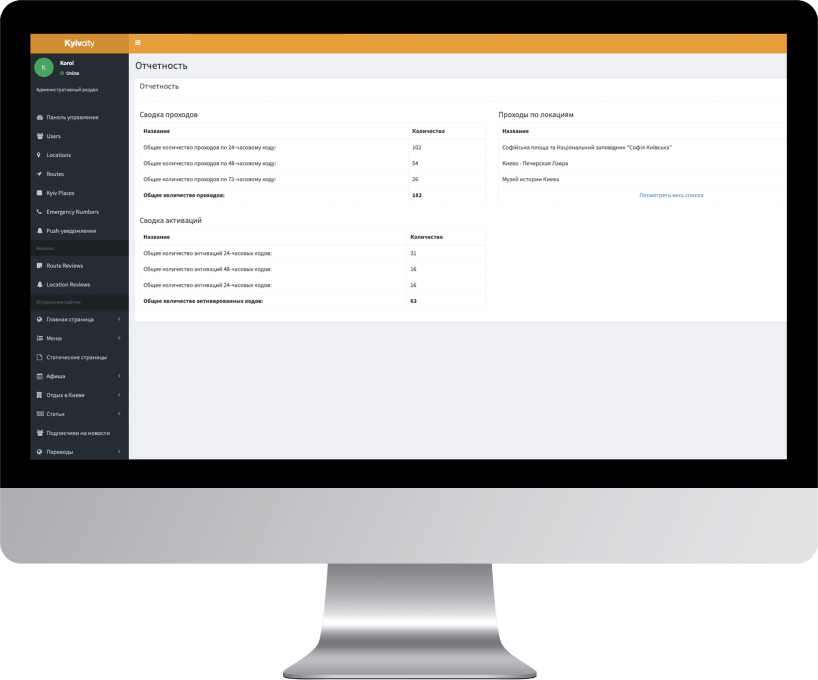 Kyivcity
K
Korol
Online
Административный раздел
Панель управления
Users
Locations
Routes
Kyiv Places
Emergency Numbers
Push-уведомления
Reviews
Route Reviews
Location Reviews
Управление сайтом
Главная страница
Меню
Статические страницы
Афиша
Отдых в Киеве
Статьи
Подписчики на новости
Переводы
Отчетность
Отчетность
Сводка проходов
Название Количество
Общее количество проходов по 24-часовому коду: 102
Общее количество проходов по 48-часовому коду: 54
Общее количество проходов по 72-часовому коду: 26
Общее количество проходов: 182
Сводка активаций
Название Количество
Общее количество активаций 24-часовых кодов: 31
Общее количество активаций 48-часовых кодов: 16
Общее количество активаций 24-часовых кодов: 16
Общее количество активированных кодов: 63
Проходы по локациям
Название
Софійська площа та Національний заповідник "Софія Київська"
Киево - Печерская Лавра
Музей истории Киева
Посмотреть весь список